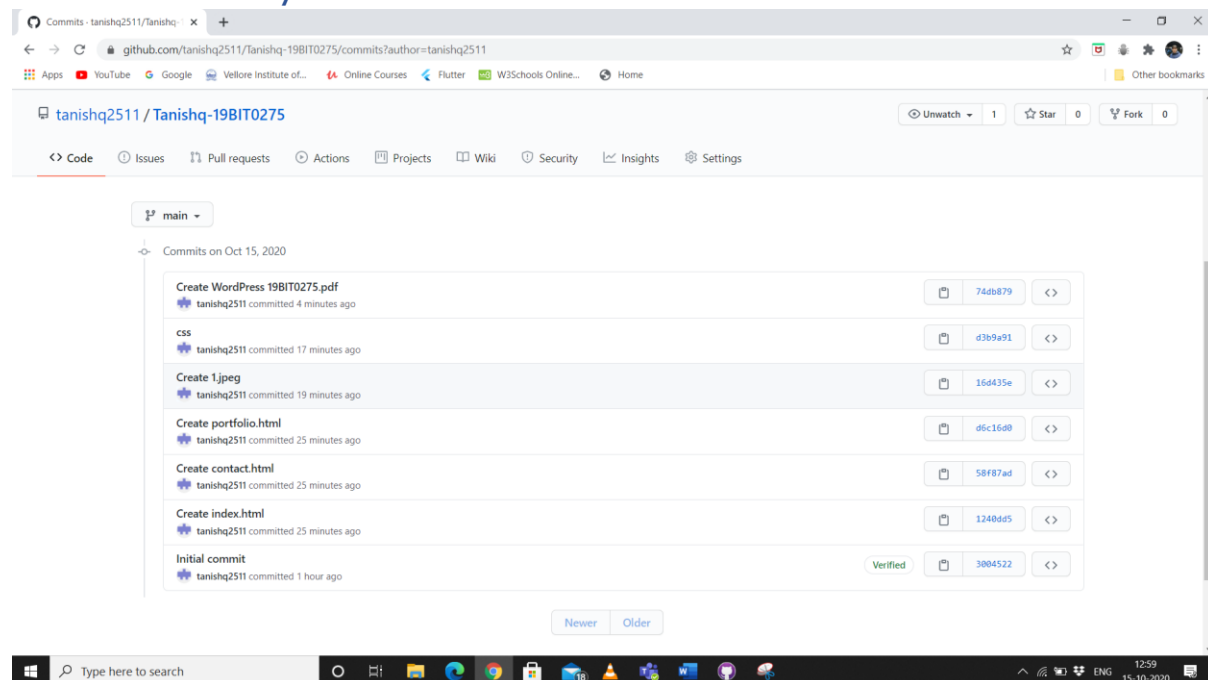 Commits · tanishq2511/Tanishq-1
github.com/tanishq2511/Tanishq-19BIT0275/commits?author=tanishq2511
Apps YouTube Google Vellore Institute of... Online Courses Flutter W3Schools Online... Home Other bookmarks
tanishq2511 / Tanishq-19BIT0275 Unwatch 1 Star 0 Fork 0
<> Code Issues Pull requests Actions Projects Wiki Security Insights Settings
main
Commits on Oct 15, 2020
Create WordPress 19BIT0275.pdf
tanishq2511 committed 4 minutes ago 74db879
css
tanishq2511 committed 17 minutes ago d3b9a91
Create 1.jpeg
tanishq2511 committed 19 minutes ago 16d435e
Create portfolio.html
tanishq2511 committed 25 minutes ago d6c16d0
Create contact.html
tanishq2511 committed 25 minutes ago 58f87ad
Create index.html
tanishq2511 committed 25 minutes ago 1240dd5
Initial commit
tanishq2511 committed 1 hour ago Verified 3004522
Newer Older
Type here to search 18 ENG 12:59
15-10-2020